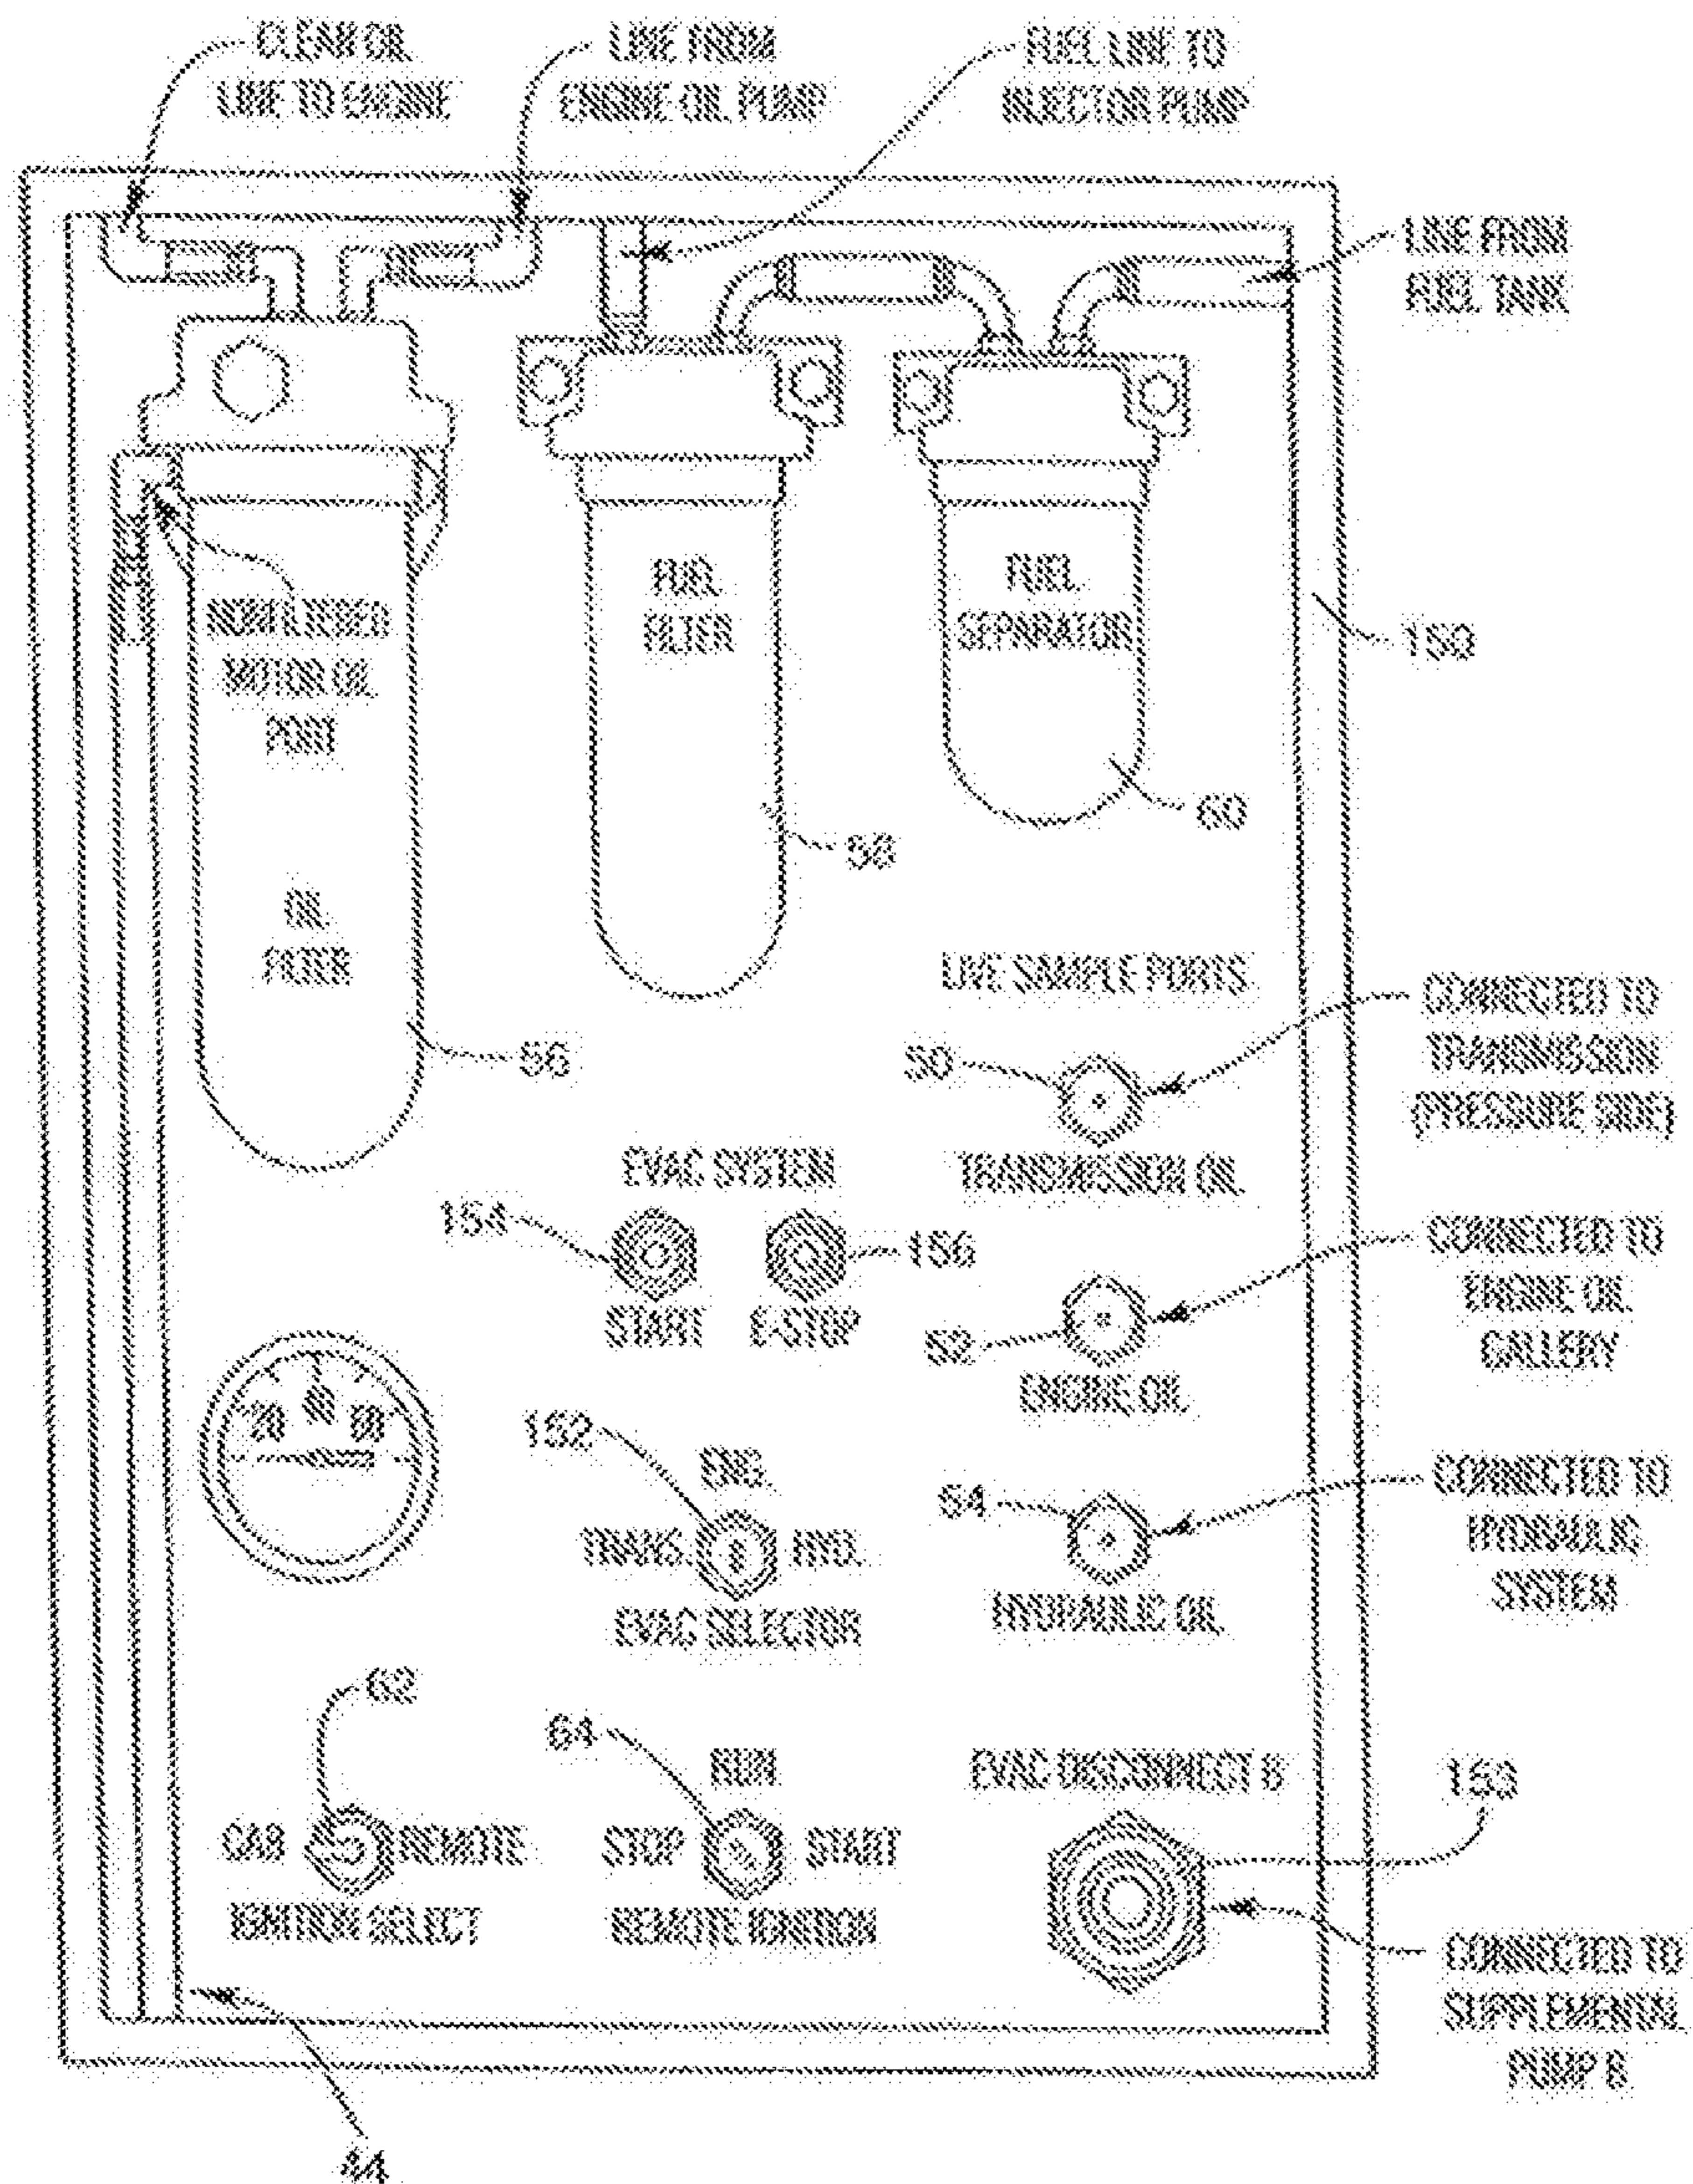 CLEAN OIL
LINE TO ENGINE
LINE FROM
ENGINE OIL PUMP
FUEL LINE TO
INJECTOR PUMP
LINE FROM
FUEL TANK
NON-FILTERED
MOTOR OIL
PORT
FUEL
FILTER
FUEL
SEPARATOR
150
60
58
OIL
FILTER
56
LIVE SAMPLE PORTS
CONNECTED TO
TRANSMISSION
(PRESSURE SIDE)
50
TRANSMISSION OIL
EVAC SYSTEM
154
156
START
E-STOP
CONNECTED TO
ENGINE OIL
GALLERY
52
ENGINE OIL
20
60
152
ENG.
TRANS.
HYD.
EVAC SELECTOR
54
HYDRAULIC OIL
CONNECTED TO
HYDRAULIC
SYSTEM
62
CAB
REMOTE
IGNITION SELECT
64
RUN
STOP
START
REMOTE IGNITION
EVAC DISCONNECT B
CONNECTED TO
SUPPLEMENTAL
PUMP B
44